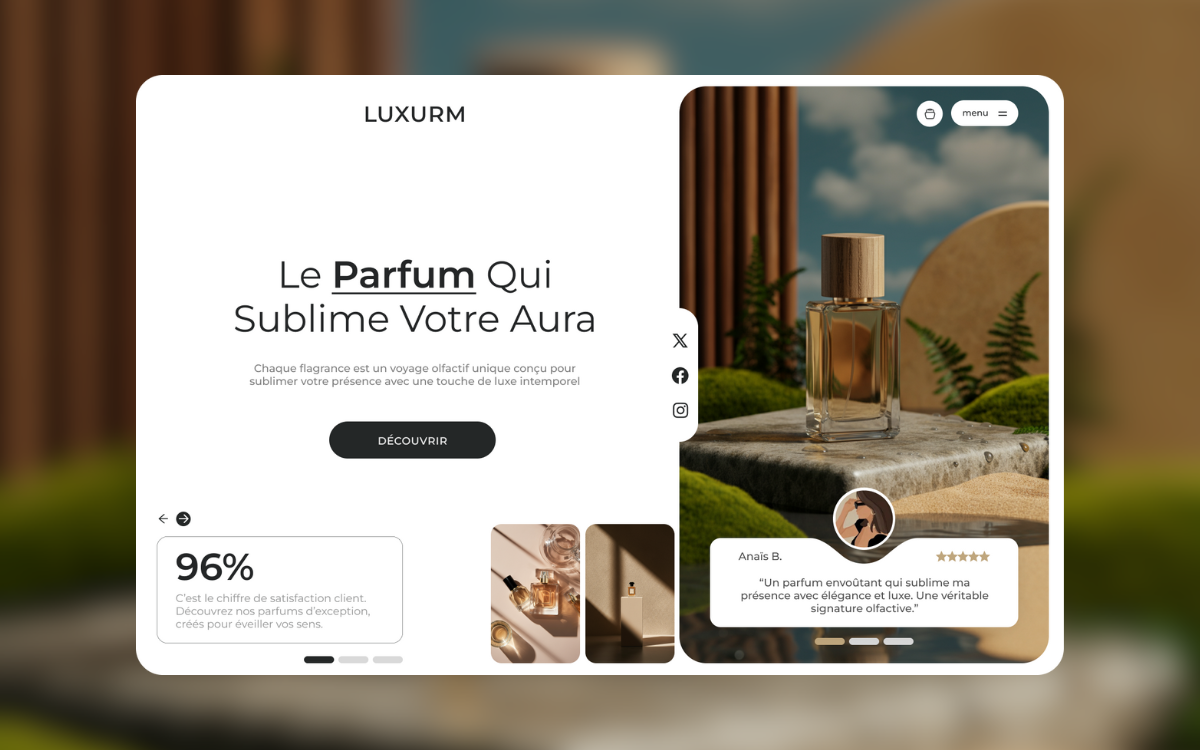 LUXURM
menu
Le Parfum Qui
Sublime Votre Aura
Chaque flagrance est un voyage olfactif unique conçu pour
sublimer votre présence avec une touche de luxe intemporel
DÉCOUVRIR
96%
C'est le chiffre de satisfaction client.
Découvrez nos parfums d'exception,
créés pour éveiller vos sens.
Anaïs B.
“Un parfum envoûtant qui sublime ma
présence avec élégance et luxe. Une véritable
signature olfactive.”